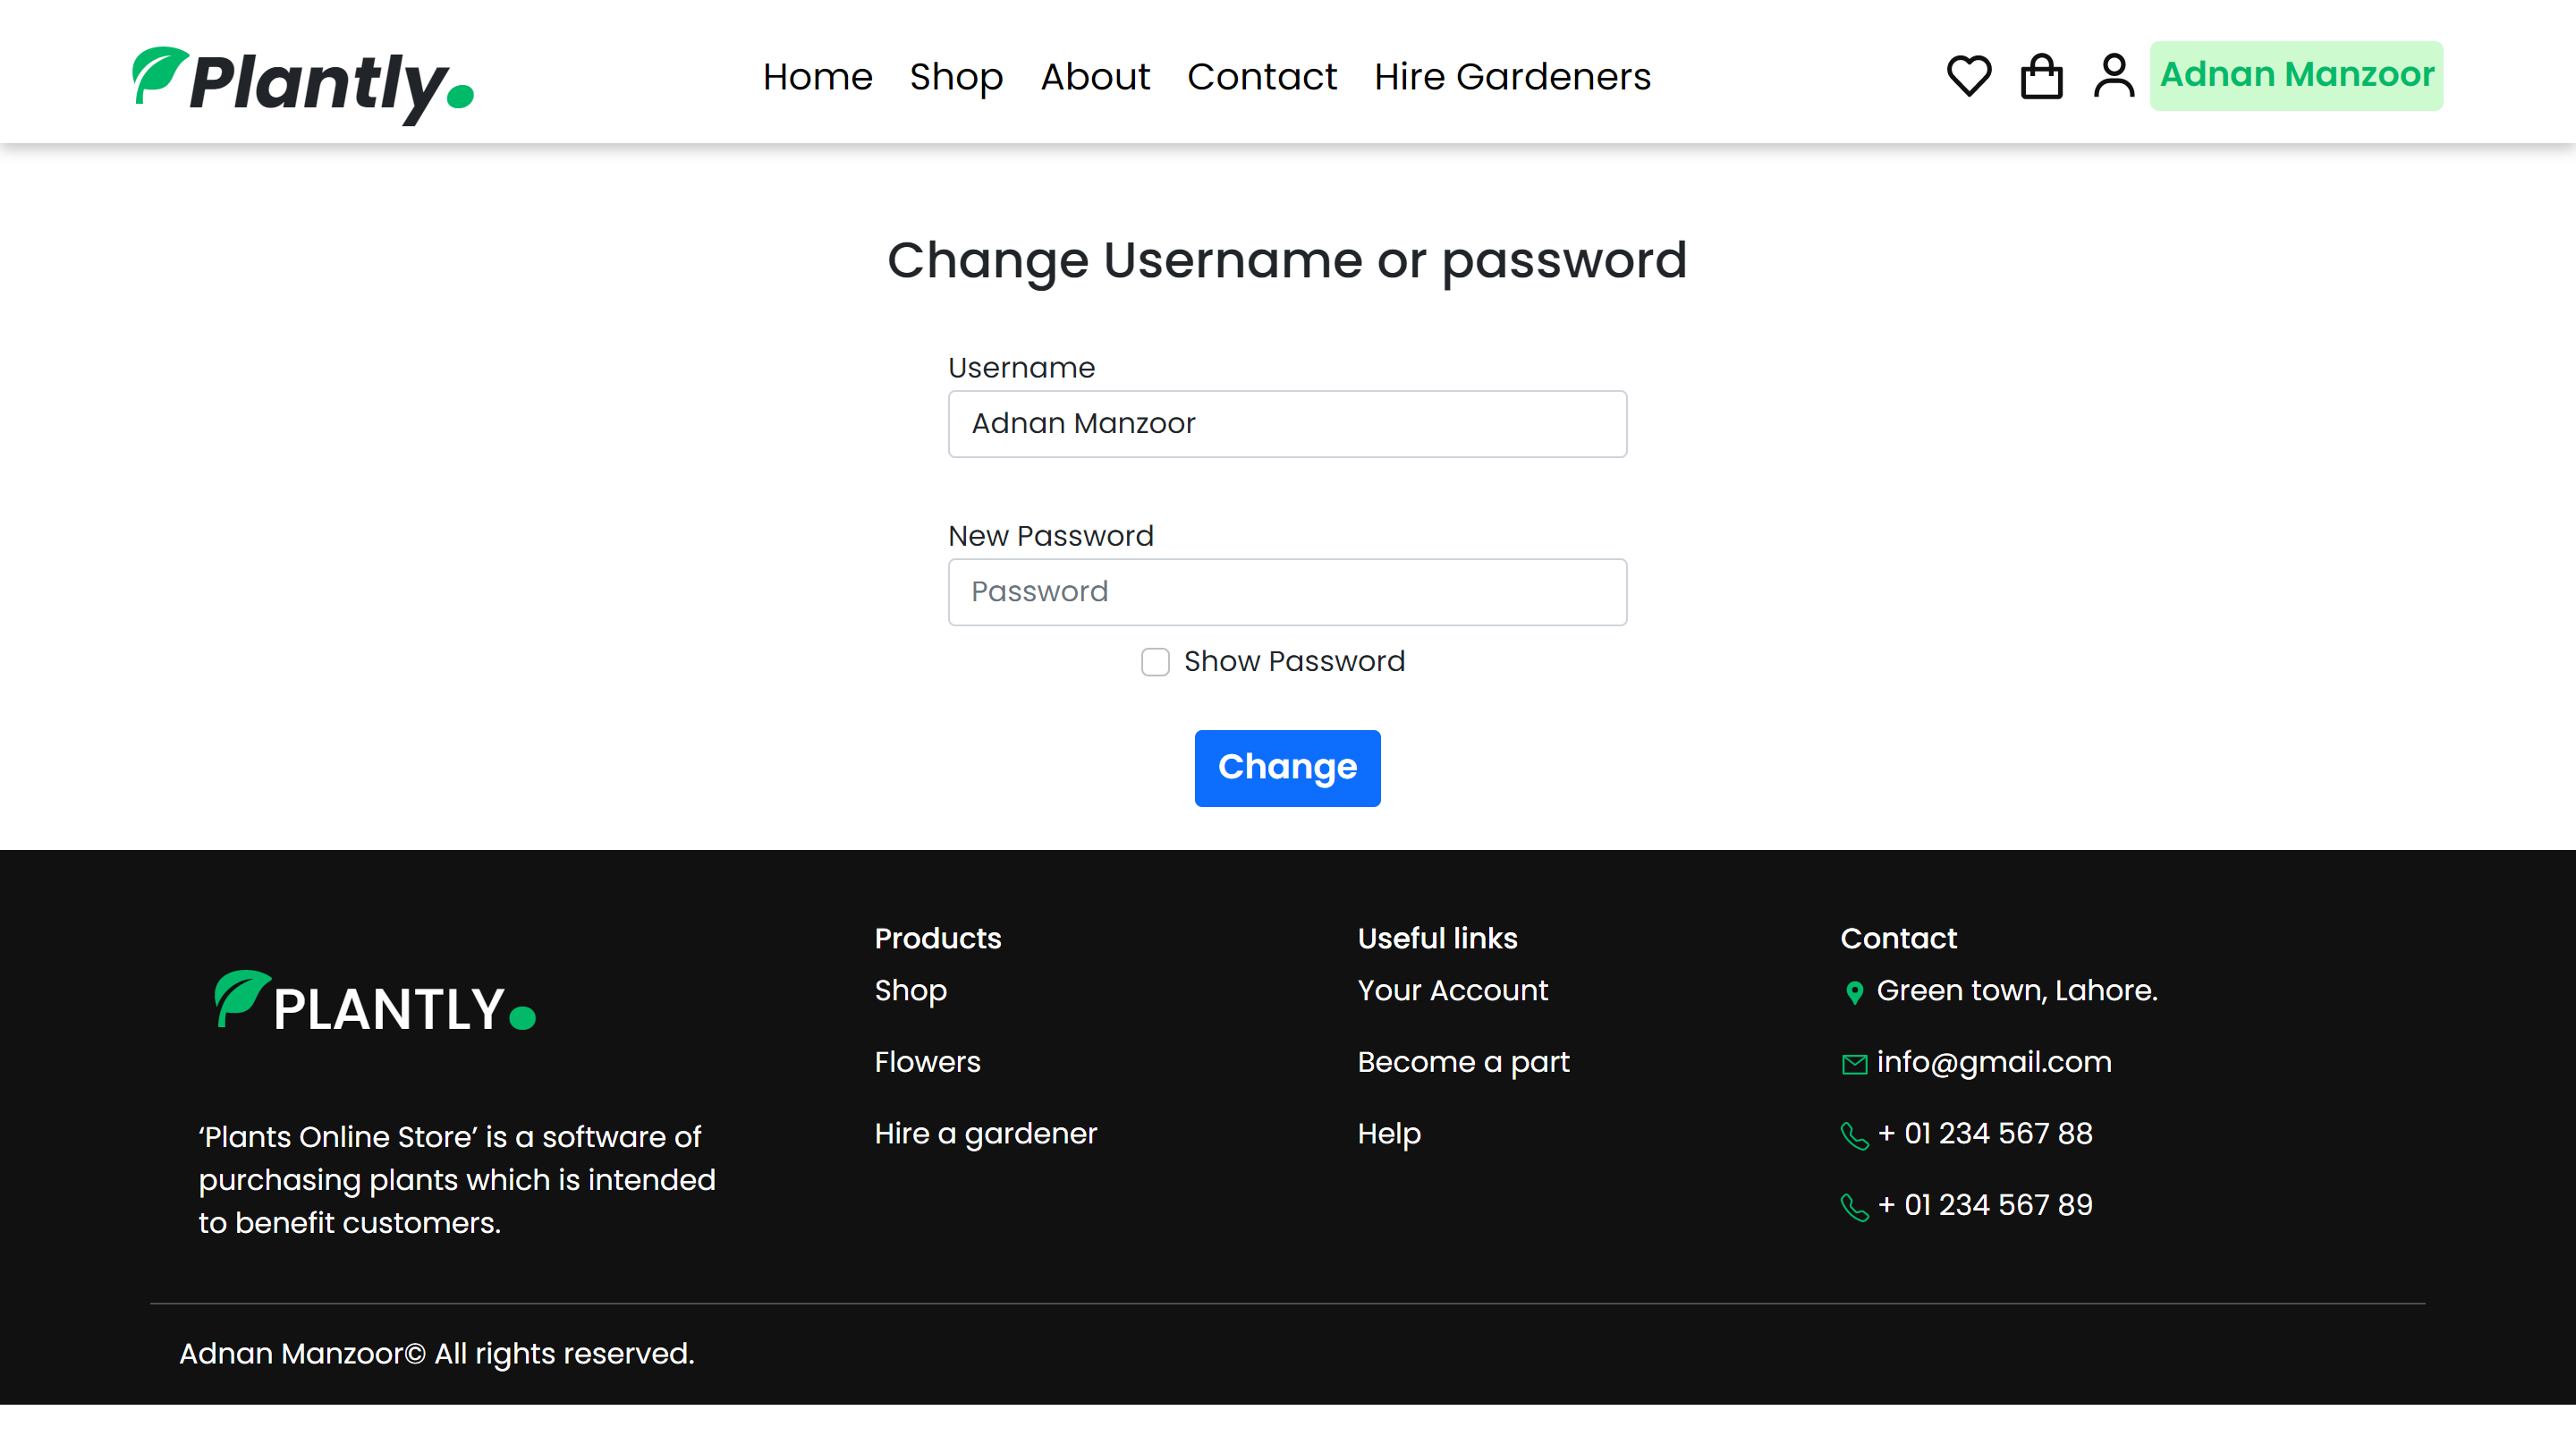 Plantly.
Home Shop About Contact Hire Gardeners
Adnan Manzoor
Change Username or password
Username
Adnan Manzoor
New Password
Password
Show Password
Change
PLANTLY.
‘Plants Online Store’ is a software of
purchasing plants which is intended
to benefit customers.
Products
Shop
Flowers
Hire a gardener
Useful links
Your Account
Become a part
Help
Contact
Green town, Lahore.
info@gmail.com
+ 01 234 567 88
+ 01 234 567 89
Adnan Manzoor© All rights reserved.